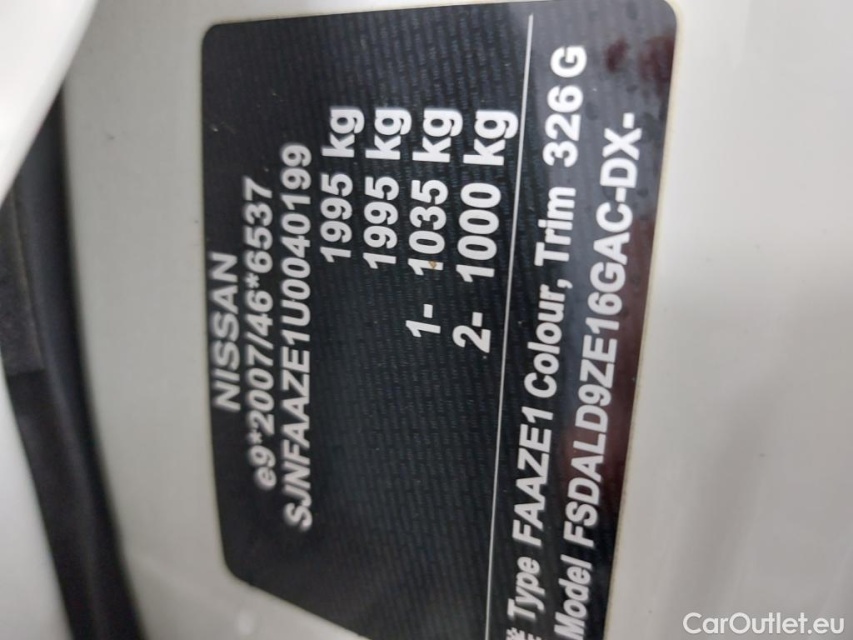 NISSAN
e9*2007/46*6537
SJNFAAZE1U0040199
1995 kg
1995 kg
1- 1035 kg
2- 1000 kg
Type FAAZE1 Colour, Trim 326 G
Model FSDALD9ZE16GAC-DX-
CarOutlet.eu